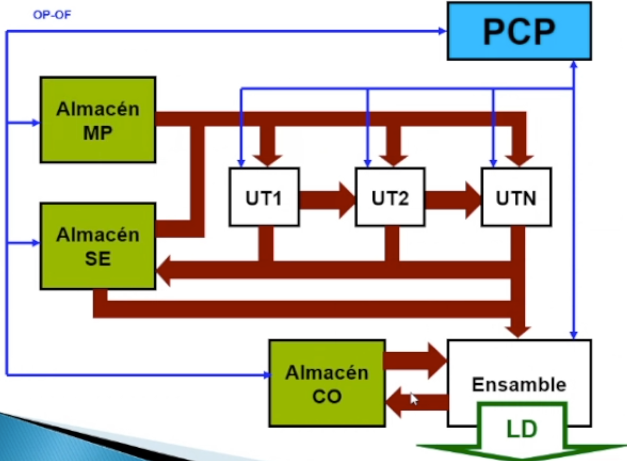 OP-OF
PCP
Almacén
MP
UT1
UT2
UTN
Almacén
SE
Almacén
CO
Ensamble
LD